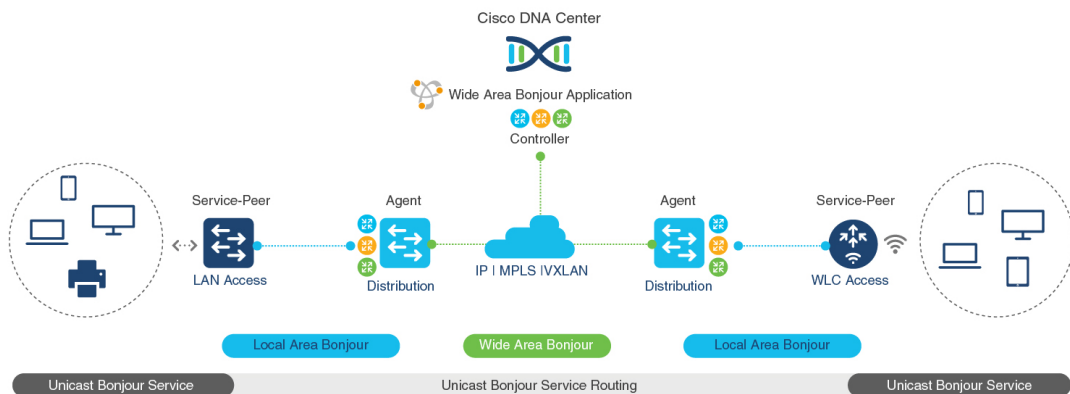 Cisco DNA Center
Wide Area Bonjour Application
Controller
Service-Peer
Agent
Agent
Service-Peer
LAN Access
Distribution
IP I MPLS IVXLAN
Distribution
WLC Access
Local Area Bonjour
Wide Area Bonjour
Local Area Bonjour
Unicast Bonjour Service
Unicast Bonjour Service Routing
Unicast Bonjour Service